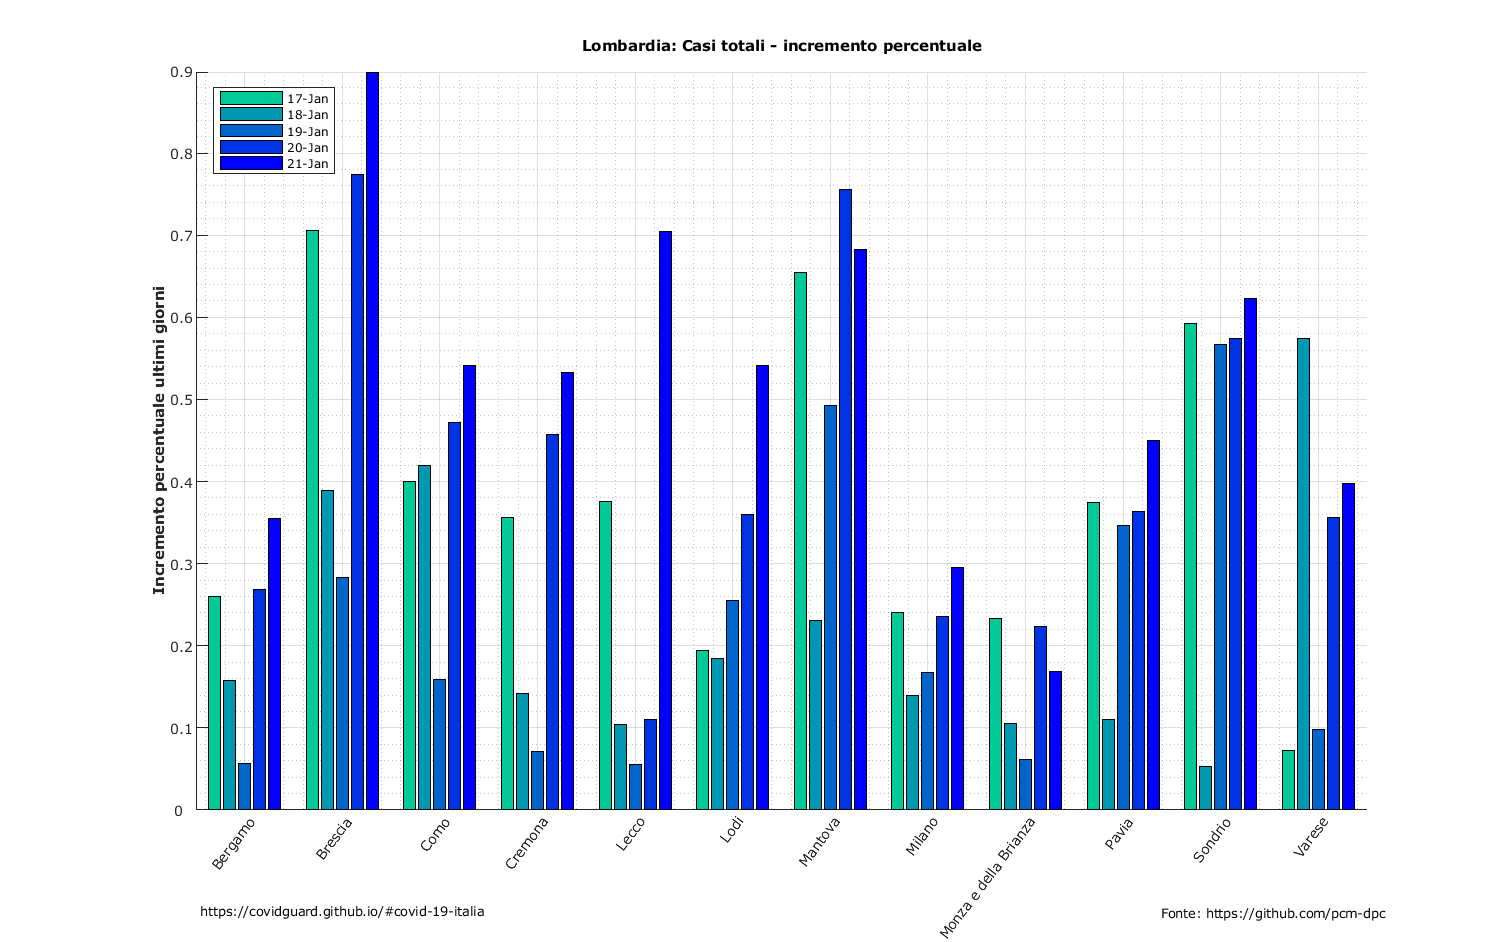 Lombardia: Casi totali - incremento percentuale
Incremento percentuale ultimi giorni
0.9
0.8
0.7
0.6
0.5
0.4
0.3
0.2
0.1
0
17-Jan
18-Jan
19-Jan
20-Jan
21-Jan
Bergamo
Brescia
Como
Cremona
Lecco
Lodi
Mantova
Milano
Monza e della Brianza
Pavia
Sondrio
Varese
https://covidguard.github.io/#covid-19-italia
Fonte: https://github.com/pcm-dpc